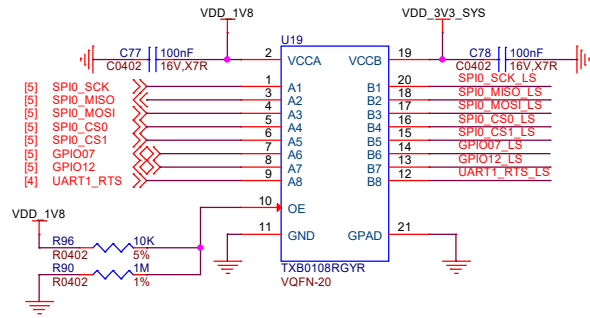 VDD_1V8 VDD_3V3_SYS
U19
C77 100nF 2 VCCA VCCB 19 C78 100nF
C0402 16V,X7R C0402 16V,X7R
[5] SPI0_SCK 1 A1 B1 20 SPI0_SCK_LS
[5] SPI0_MISO 3 A2 B2 18 SPI0_MISO_LS
[5] SPI0_MOSI 4 A3 B3 17 SPI0_MOSI_LS
[5] SPI0_CS0 5 A4 B4 16 SPI0_CS0_LS
[5] SPI0_CS1 6 A5 B5 15 SPI0_CS1_LS
[5] GPIO07 7 A6 B6 14 GPIO07_LS
[5] GPIO12 8 A7 B7 13 GPIO12_LS
[4] UART1_RTS 9 A8 B8 12 UART1_RTS_LS
10 OE
VDD_1V8
11 GND GPAD 21
R96 10K
R0402 5%
R90 1M
R0402 1%
TXB0108RGYR
VQFN-20